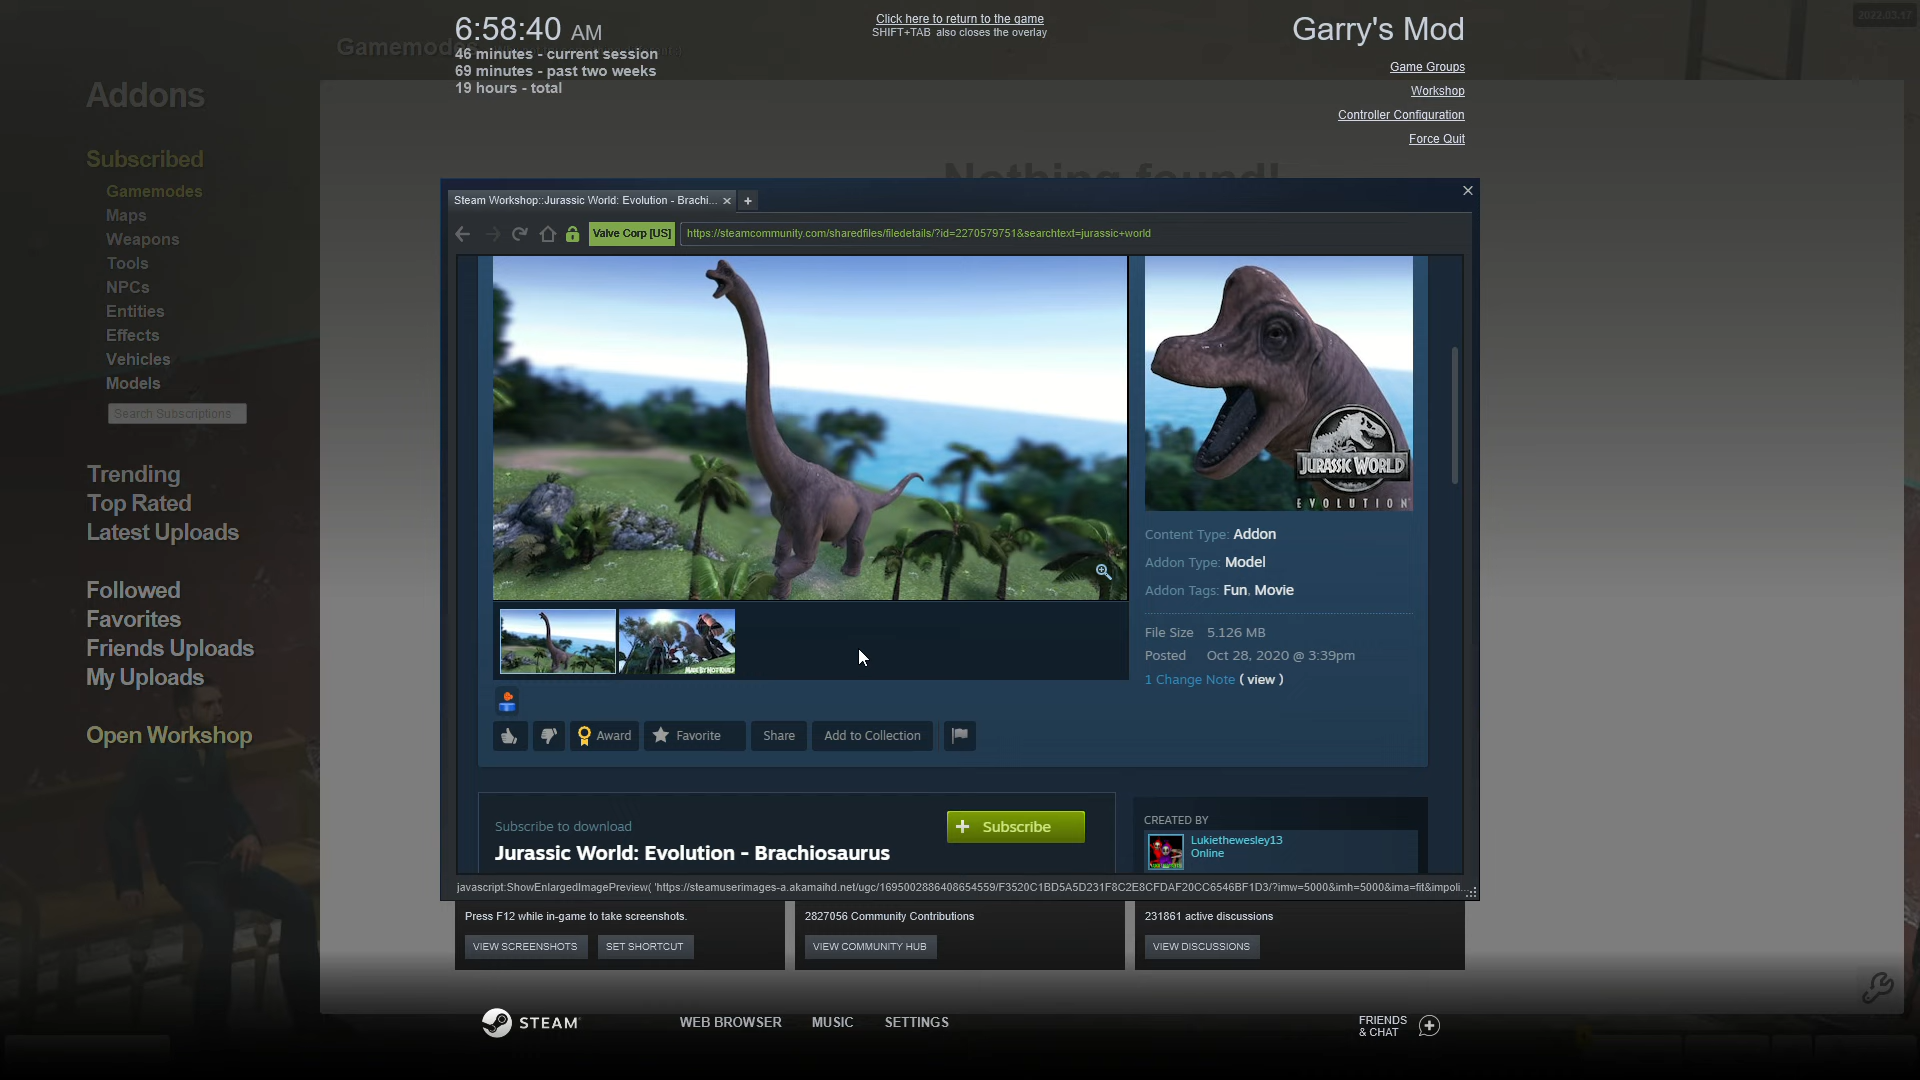 6:58:40 AM
46 minutes - current session
69 minutes - past two weeks
19 hours - total
Click here to return to the game
SHIFT+TAB also closes the overlay
Garry's Mod
Game Groups
Workshop
Controller Configuration
Force Quit
2022.03.17
Gamemodes
Addons
Subscribed
Gamemodes
Maps
Weapons
Tools
NPCs
Entities
Effects
Vehicles
Models
Search Subscriptions
Trending
Top Rated
Latest Uploads
Followed
Favorites
Friends Uploads
My Uploads
Open Workshop
Nothing found!
Steam Workshop::Jurassic World: Evolution - Brachi...
Valve Corp [US]
https://steamcommunity.com/sharedfiles/filedetails/?id=2270579751&searchtext=jurassic+world
JURASSIC WORLD
EVOLUTION
Content Type: Addon
Addon Type: Model
Addon Tags: Fun, Movie
File Size 5.126 MB
Posted Oct 28, 2020 @ 3:39pm
1 Change Note ( view )
Award
Favorite
Share
Add to Collection
Subscribe to download
Jurassic World: Evolution - Brachiosaurus
Subscribe
CREATED BY
Lukiethewesley13
Online
javascript:ShowEnlargedImagePreview( 'https://steamuserimages-a.akamaihd.net/ugc/1695002886408654559/F3520C1BD5A5D231F8C2E8CFDAF20CC6546BF1D3/?imw=5000&imh=5000&ima=fit&impoli...
Press F12 while in-game to take screenshots.
VIEW SCREENSHOTS
SET SHORTCUT
2827056 Community Contributions
VIEW COMMUNITY HUB
231861 active discussions
VIEW DISCUSSIONS
STEAM
WEB BROWSER
MUSIC
SETTINGS
FRIENDS
& CHAT